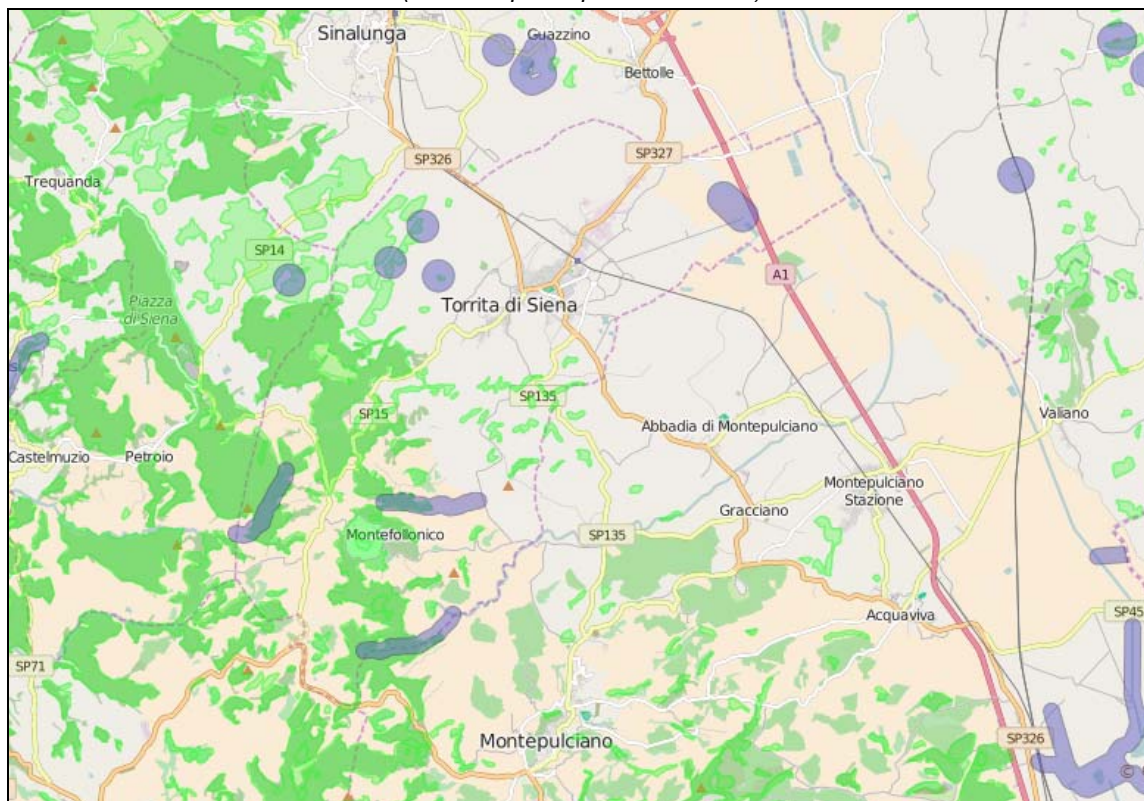 Sinalunga
Guazzino
Bettolle
SP326
SP327
Trequanda
SP14
A1
Piazza
di Siena
Torrita di Siena
SP135
SP15
Valiano
Abbadia di Montepulciano
Castelmuzio
Petroio
Montepulciano
Stazione
Gracciano
Montefollonico
SP135
Acquaviva
SP45
SP71
SP326
Montepulciano
©